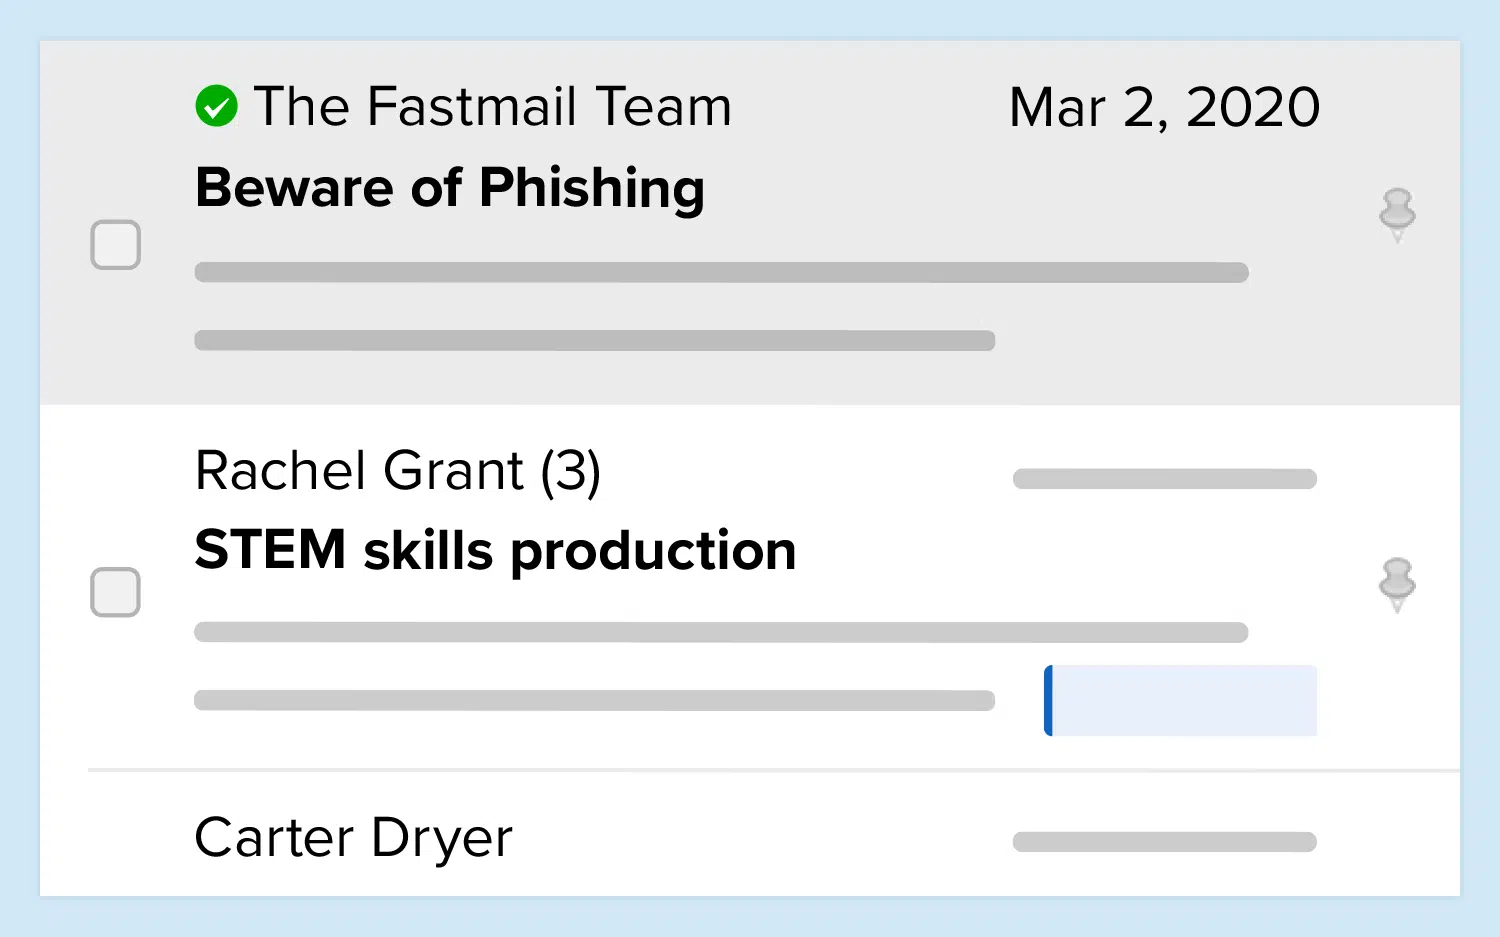 The Fastmail Team
Mar 2, 2020
Beware of Phishing
Rachel Grant (3)
STEM skills production
Carter Dryer